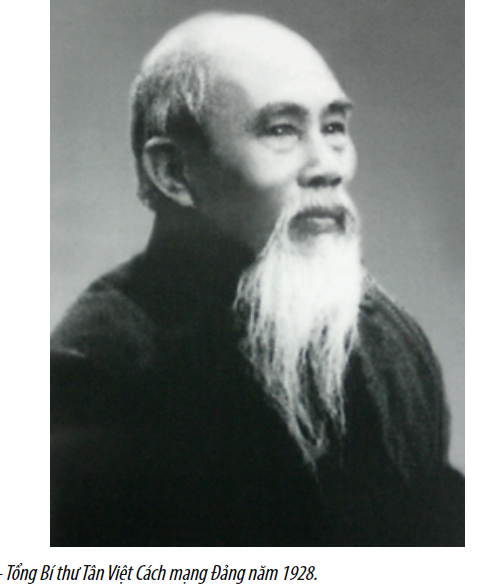 - Tổng Bí thư Tân Việt Cách mạng Đảng năm 1928.